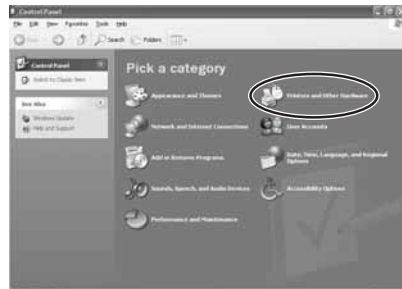 Control Panel
File Edit View Favorites Tools Help
Search Folders
Control Panel
Switch to Classic View
See Also
Windows Update
Help and Support
Pick a category
Appearance and Themes
Printers and Other Hardware
Network and Internet Connections
User Accounts
Add or Remove Programs
Date, Time, Language, and Regional
Options
Sounds, Speech, and Audio Devices
Accessibility Options
Performance and Maintenance